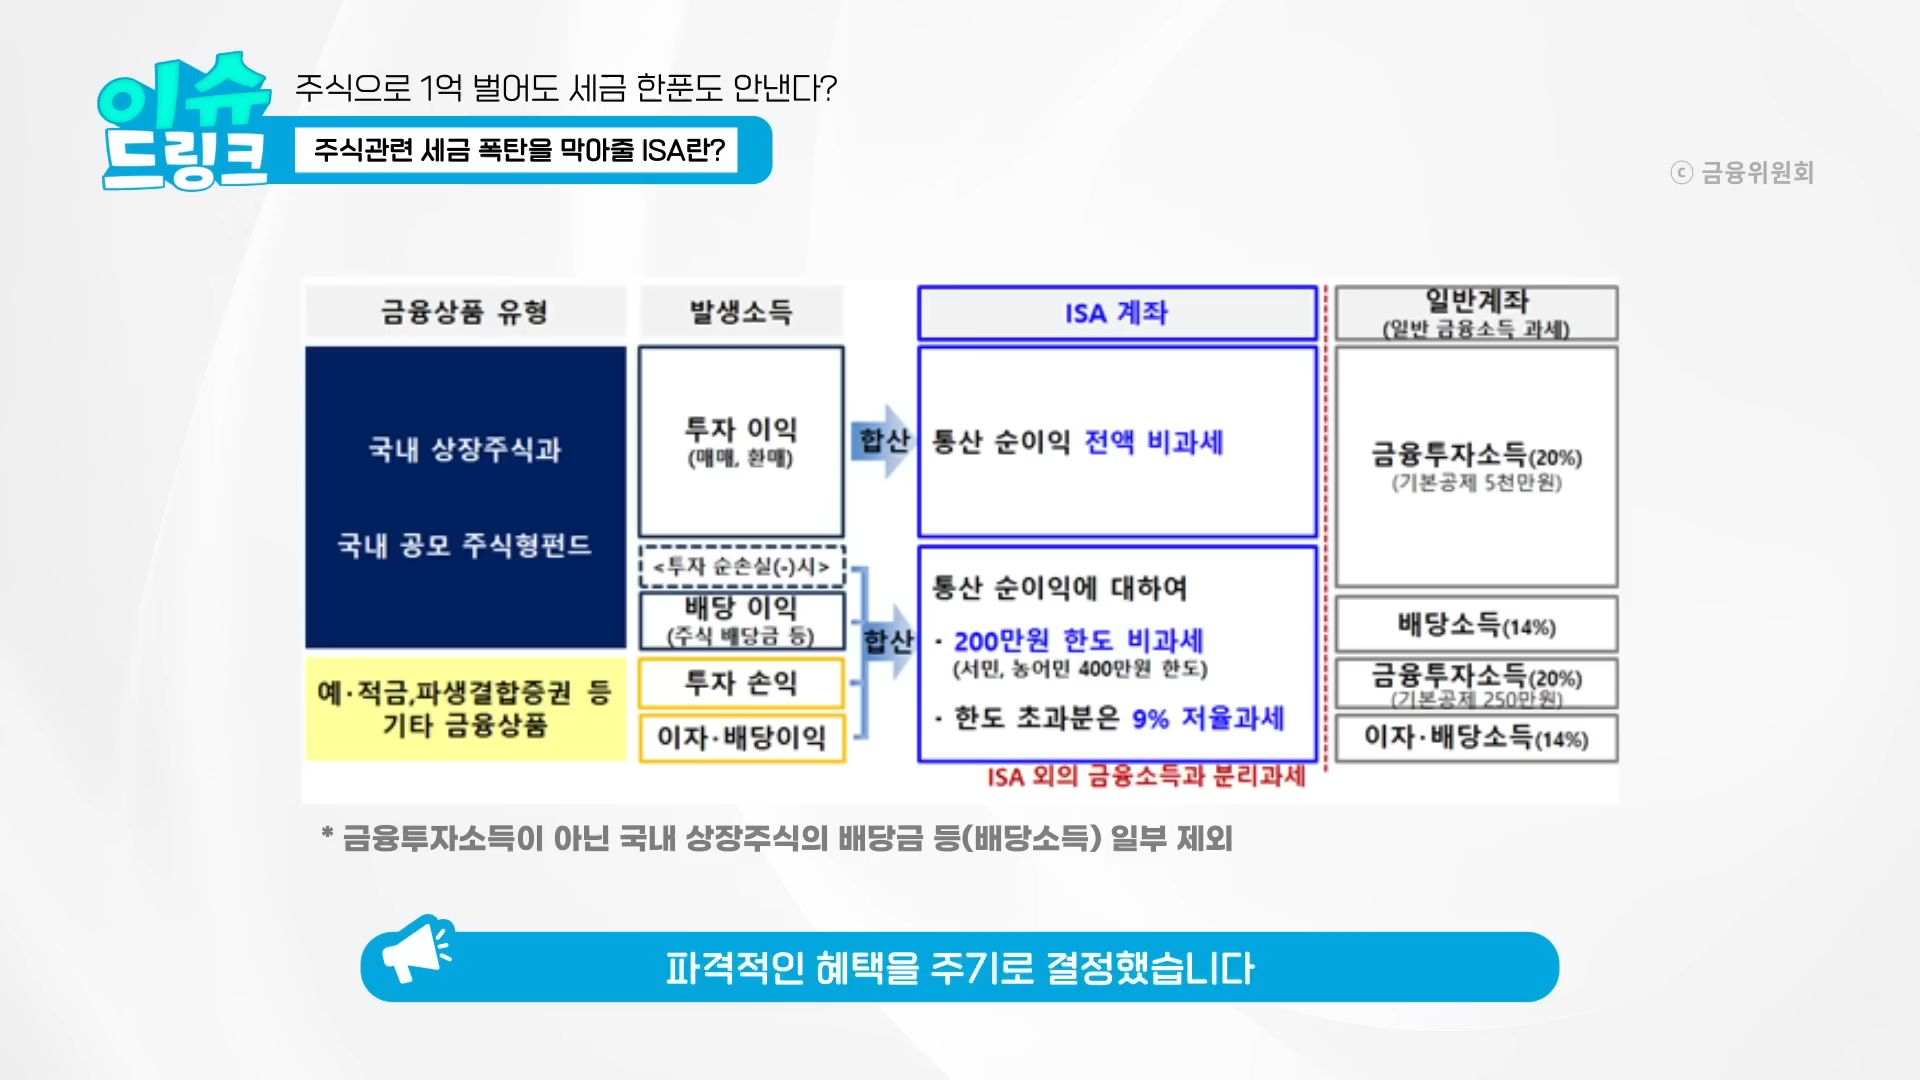 이슈
드링크
주식으로 1억 벌어도 세금 한푼도 안낸다?
주식관련 세금 폭탄을 막아줄 ISA란?
ⓒ 금융위원회
금융상품 유형
발생소득
ISA 계좌
일반계좌
(일반 금융소득 과세)
국내 상장주식과
국내 공모 주식형펀드
투자 이익
(매매, 환매)
합산
통산 순이익 전액 비과세
금융투자소득(20%)
(기본공제 5천만원)
<투자 순손실(-)시>
배당 이익
(주식 배당금 등)
합산
통산 순이익에 대하여
· 200만원 한도 비과세
(서민, 농어민 400만원 한도)
· 한도 초과분은 9% 저율과세
배당소득(14%)
예·적금,파생결합증권 등
기타 금융상품
투자 손익
이자·배당이익
금융투자소득(20%)
(기본공제 250만원)
이자·배당소득(14%)
ISA 외의 금융소득과 분리과세
* 금융투자소득이 아닌 국내 상장주식의 배당금 등(배당소득) 일부 제외
파격적인 혜택을 주기로 결정했습니다